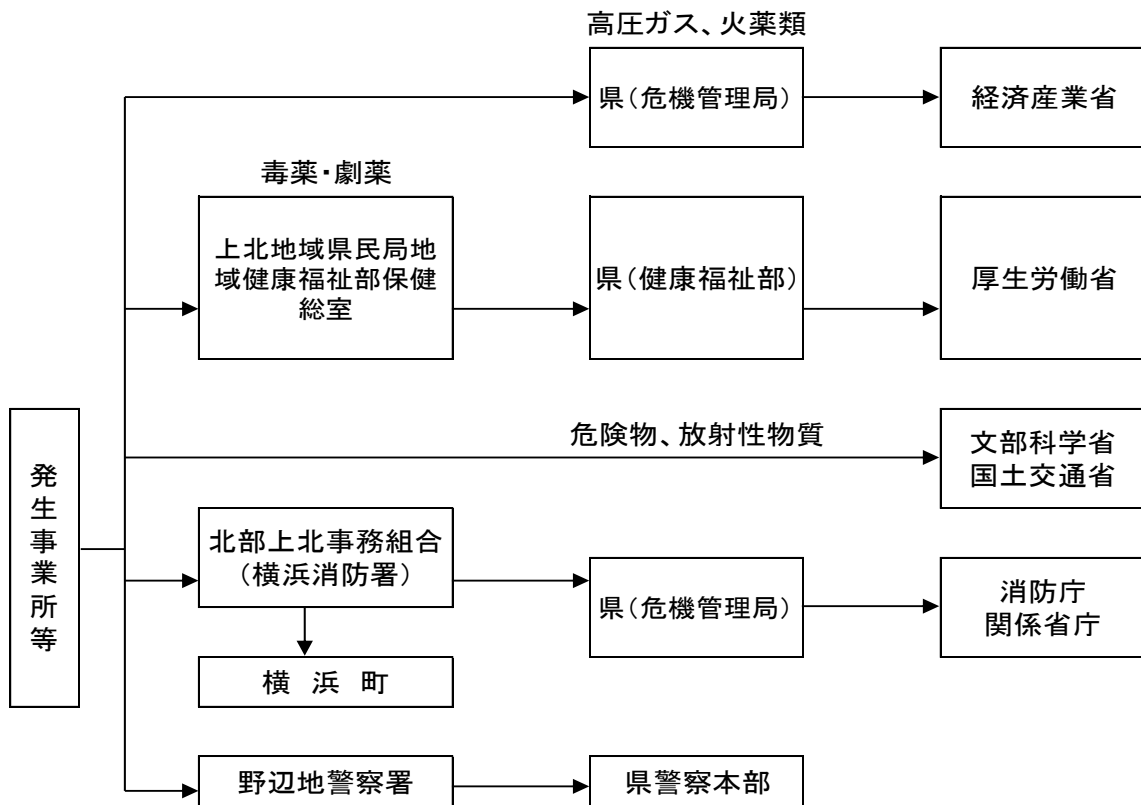 高圧ガス、火薬類
県(危機管理局)
経済産業省
毒薬・劇薬
上北地域県民局地
域健康福祉部保健
総室
県(健康福祉部)
厚生労働省
危険物、放射性物質
文部科学省
国土交通省
発生事業所等
北部上北事務組合
(横浜消防署)
県(危機管理局)
消防庁
関係省庁
横 浜 町
野辺地警察署
県警察本部